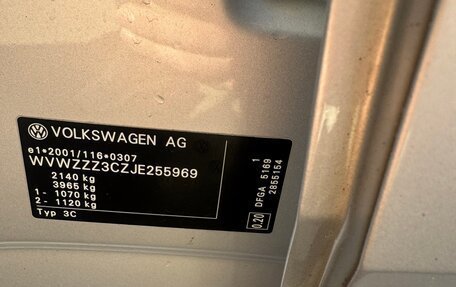 VOLKSWAGEN AG
e1*2001/116*0307
WVWZZZ3CZJE255969
2140 kg
3965 kg
1 - 1070 kg
2 - 1120 kg
Typ 3C
0.20
DFGA 5169 1
2855154